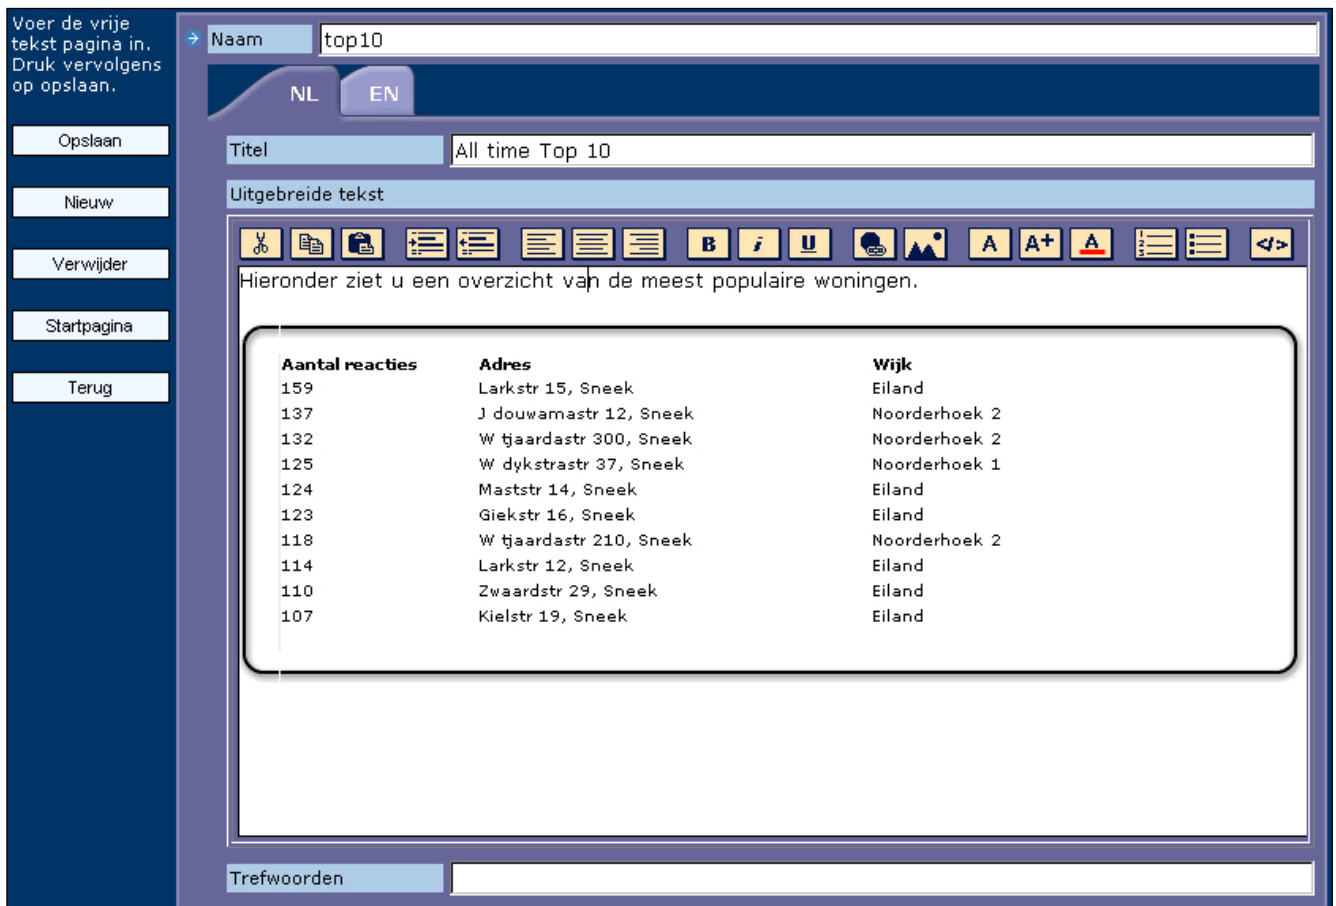 Voer de vrije
tekst pagina in.
Druk vervolgens
op opslaan.
Opslaan
Nieuw
Verwijder
Startpagina
Terug
Naam top10
NL EN
Titel All time Top 10
Uitgebreide tekst
B i U A A+ A </>
Hieronder ziet u een overzicht van de meest populaire woningen.
Aantal reacties Adres Wijk
159 Larkstr 15, Sneek Eiland
137 J douwamastr 12, Sneek Noorderhoek 2
132 W tjaardastr 300, Sneek Noorderhoek 2
125 W dykstrastr 37, Sneek Noorderhoek 1
124 Maststr 14, Sneek Eiland
123 Giekstr 16, Sneek Eiland
118 W tjaardastr 210, Sneek Noorderhoek 2
114 Larkstr 12, Sneek Eiland
110 Zwaardstr 29, Sneek Eiland
107 Kielstr 19, Sneek Eiland
Trefwoorden